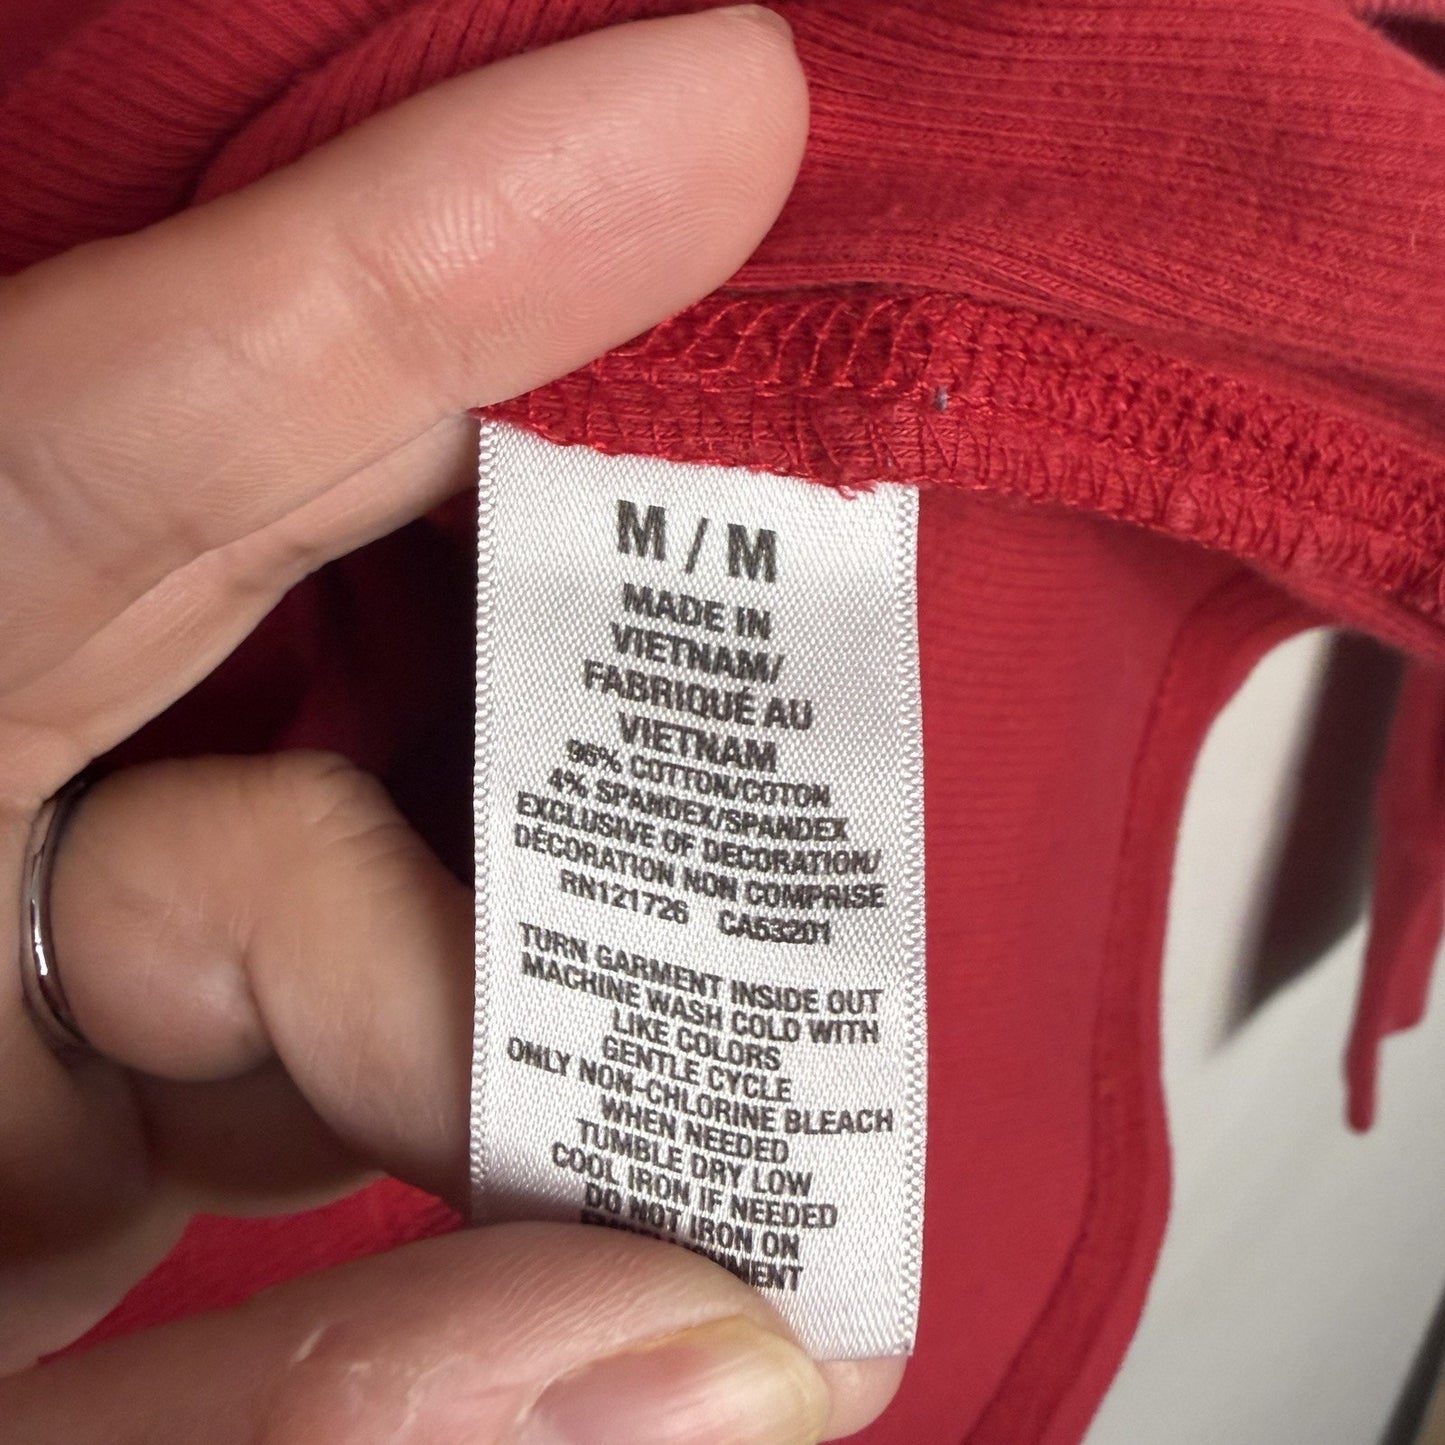 M / M
MADE IN
VIETNAM/
FABRIQUÉ AU
VIETNAM
96% COTTON/COTON
4% SPANDEX/SPANDEX
EXCLUSIVE OF DECORATION/
DÉCORATION NON COMPRISE
RN121726 CA53201
TURN GARMENT INSIDE OUT
MACHINE WASH COLD WITH
LIKE COLORS
GENTLE CYCLE
ONLY NON-CHLORINE BLEACH
WHEN NEEDED
TUMBLE DRY LOW
COOL IRON IF NEEDED
DO NOT IRON ON